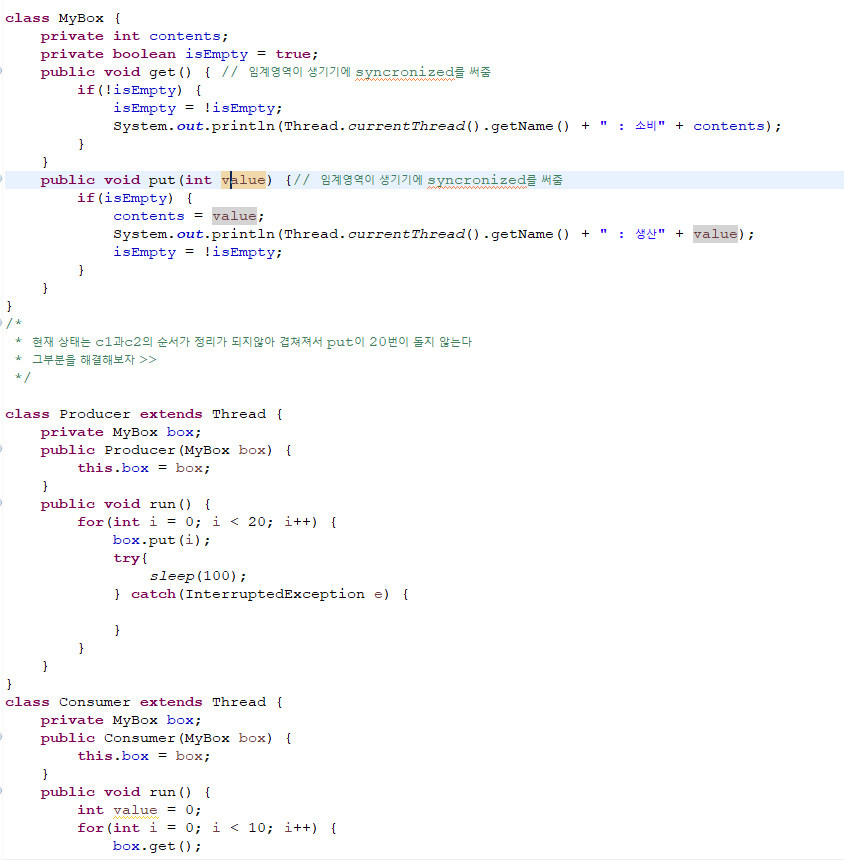 class MyBox {
    private int contents;
    private boolean isEmpty = true;
    public void get() { // 임계영역이 생기기에 syncronized를 써줌
        if(!isEmpty) {
            isEmpty = !isEmpty;
            System.out.println(Thread.currentThread().getName() + " : 소비" + contents);
        }
    }
    public void put(int value) {// 임계영역이 생기기에 syncronized를 써줌
        if(isEmpty) {
            contents = value;
            System.out.println(Thread.currentThread().getName() + " : 생산" + value);
            isEmpty = !isEmpty;
        }
    }
}
/*
 * 현재 상태는 c1과c2의 순서가 정리가 되지않아 겹쳐져서 put이 20번이 돌지 않는다
 * 그부분을 해결해보자 >>
 */
class Producer extends Thread {
    private MyBox box;
    public Producer(MyBox box) {
        this.box = box;
    }
    public void run() {
        for(int i = 0; i < 20; i++) {
            box.put(i);
            try{
                sleep(100);
            } catch(InterruptedException e) {
            }
        }
    }
}
class Consumer extends Thread {
    private MyBox box;
    public Consumer(MyBox box) {
        this.box = box;
    }
    public void run() {
        int value = 0;
        for(int i = 0; i < 10; i++) {
            box.get();